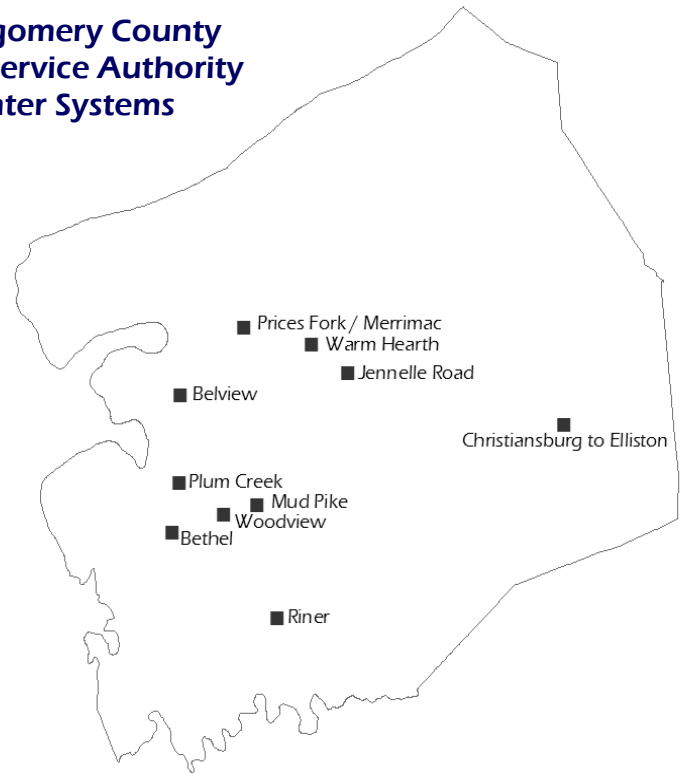 gomery County
ervice Authority
ter Systems
Prices Fork / Merrimac
Warm Hearth
Jennelle Road
Belview
Christiansburg to Elliston
Plum Creek
Mud Pike
Woodview
Bethel
Riner